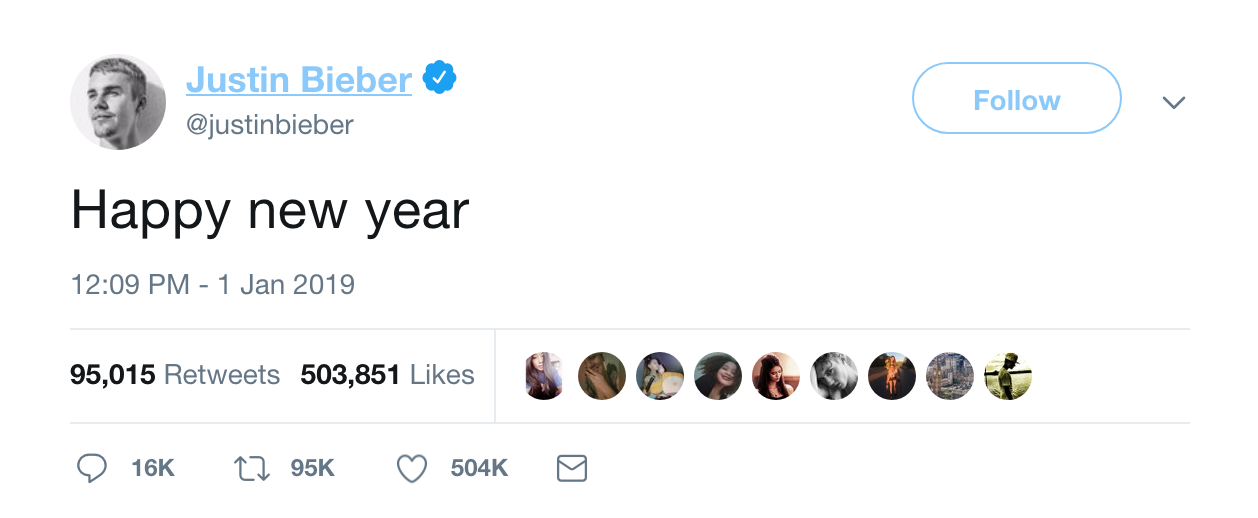 Justin Bieber
@justinbieber
Follow
Happy new year
12:09 PM - 1 Jan 2019
95,015 Retweets 503,851 Likes
16K 95K 504K